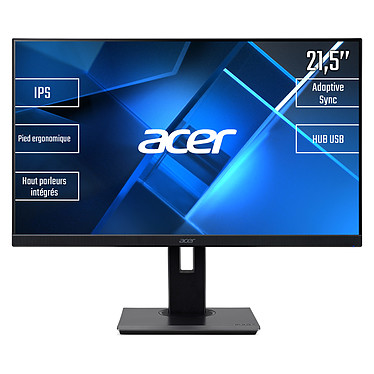 21,5"
IPS
Adaptive
Sync
Pied ergonomique
HUB USB
acer
Haut parleurs
intégrés
acer